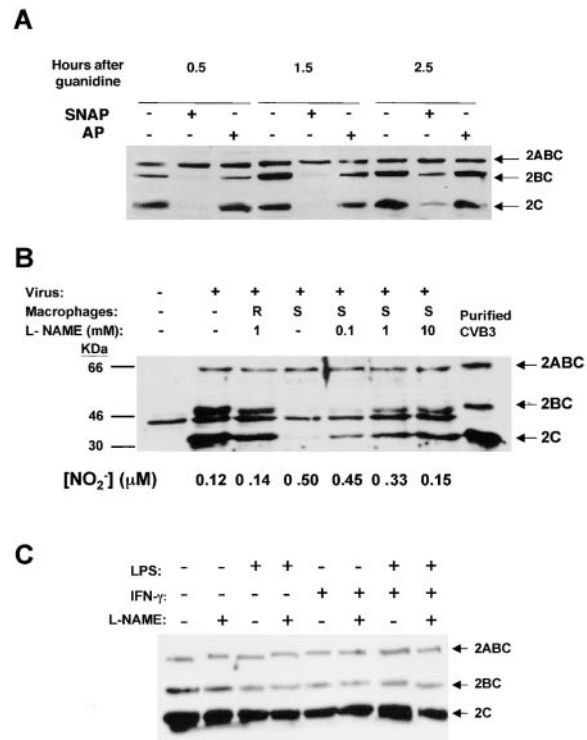 A
Hours after 0.5 1.5 2.5
guanidine
SNAP - + - - + - - + -
AP - - + - - + - - +
2ABC
2BC
2C
B
Virus: - + + + + + +
Macrophages: - - R S S S S Purified
L- NAME (mM): - - 1 - 0.1 1 10 CVB3
KDa
66 2ABC
46 2BC
30 2C
[NO₂⁻] (μM) 0.12 0 .14 0 .50 0.45 0.33 0.15
C
LPS: - - + + - - + +
IFN-γ: - - - - + + + +
L-NAME: - + - + - + - +
2ABC
2BC
2C